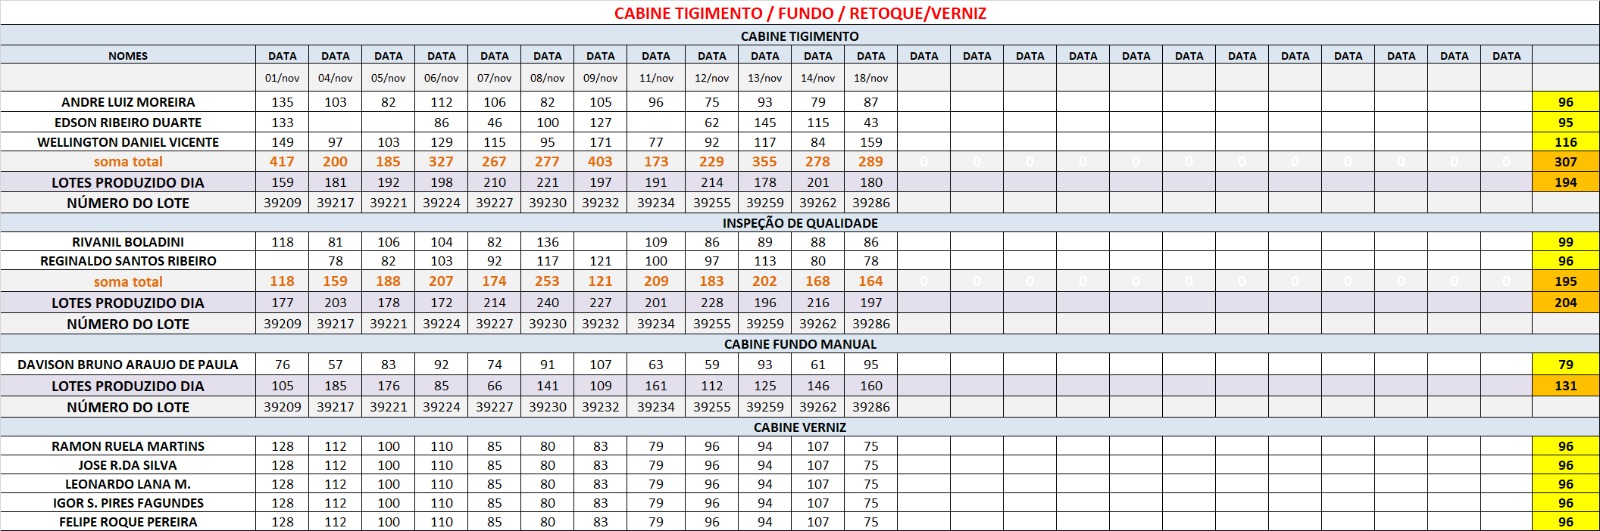 CABINE TIGIMENTO / FUNDO / RETOQUE/VERNIZ
CABINE TIGIMENTO
NOMES DATA DATA DATA DATA DATA DATA DATA DATA DATA DATA DATA DATA DATA DATA DATA DATA DATA DATA DATA DATA DATA DATA DATA DATA
01/nov 04/nov 05/nov 06/nov 07/nov 08/nov 09/nov 11/nov 12/nov 13/nov 14/nov 18/nov
ANDRE LUIZ MOREIRA 135 103 82 112 106 82 105 96 75 93 79 87 96
EDSON RIBEIRO DUARTE 133 86 46 100 127 62 145 115 43 95
WELLINGTON DANIEL VICENTE 149 97 103 129 115 95 171 77 92 117 84 159 116
soma total 417 200 185 327 267 277 403 173 229 355 278 289 0 0 0 0 0 0 0 0 0 0 0 0 307
LOTES PRODUZIDO DIA 159 181 192 198 210 221 197 191 214 178 201 180 194
NÚMERO DO LOTE 39209 39217 39221 39224 39227 39230 39232 39234 39255 39259 39262 39286
INSPEÇÃO DE QUALIDADE
RIVANIL BOLADINI 118 81 106 104 82 136 109 86 89 88 86 99
REGINALDO SANTOS RIBEIRO 78 82 103 92 117 121 100 97 113 80 78 96
soma total 118 159 188 207 174 253 121 209 183 202 168 164 0 0 0 0 0 0 0 0 0 0 0 0 195
LOTES PRODUZIDO DIA 177 203 178 172 214 240 227 201 228 196 216 197 204
NÚMERO DO LOTE 39209 39217 39221 39224 39227 39230 39232 39234 39255 39259 39262 39286
CABINE FUNDO MANUAL
DAVISON BRUNO ARAUJO DE PAULA 76 57 83 92 74 91 107 63 59 93 61 95 79
LOTES PRODUZIDO DIA 105 185 176 85 66 141 109 161 112 125 146 160 131
NÚMERO DO LOTE 39209 39217 39221 39224 39227 39230 39232 39234 39255 39259 39262 39286
CABINE VERNIZ
RAMON RUELA MARTINS 128 112 100 110 85 80 83 79 96 94 107 75 96
JOSE R.DA SILVA 128 112 100 110 85 80 83 79 96 94 107 75 96
LEONARDO LANA M. 128 112 100 110 85 80 83 79 96 94 107 75 96
IGOR S. PIRES FAGUNDES 128 112 100 110 85 80 83 79 96 94 107 75 96
FELIPE ROQUE PEREIRA 128 112 100 110 85 80 83 79 96 94 107 75 96